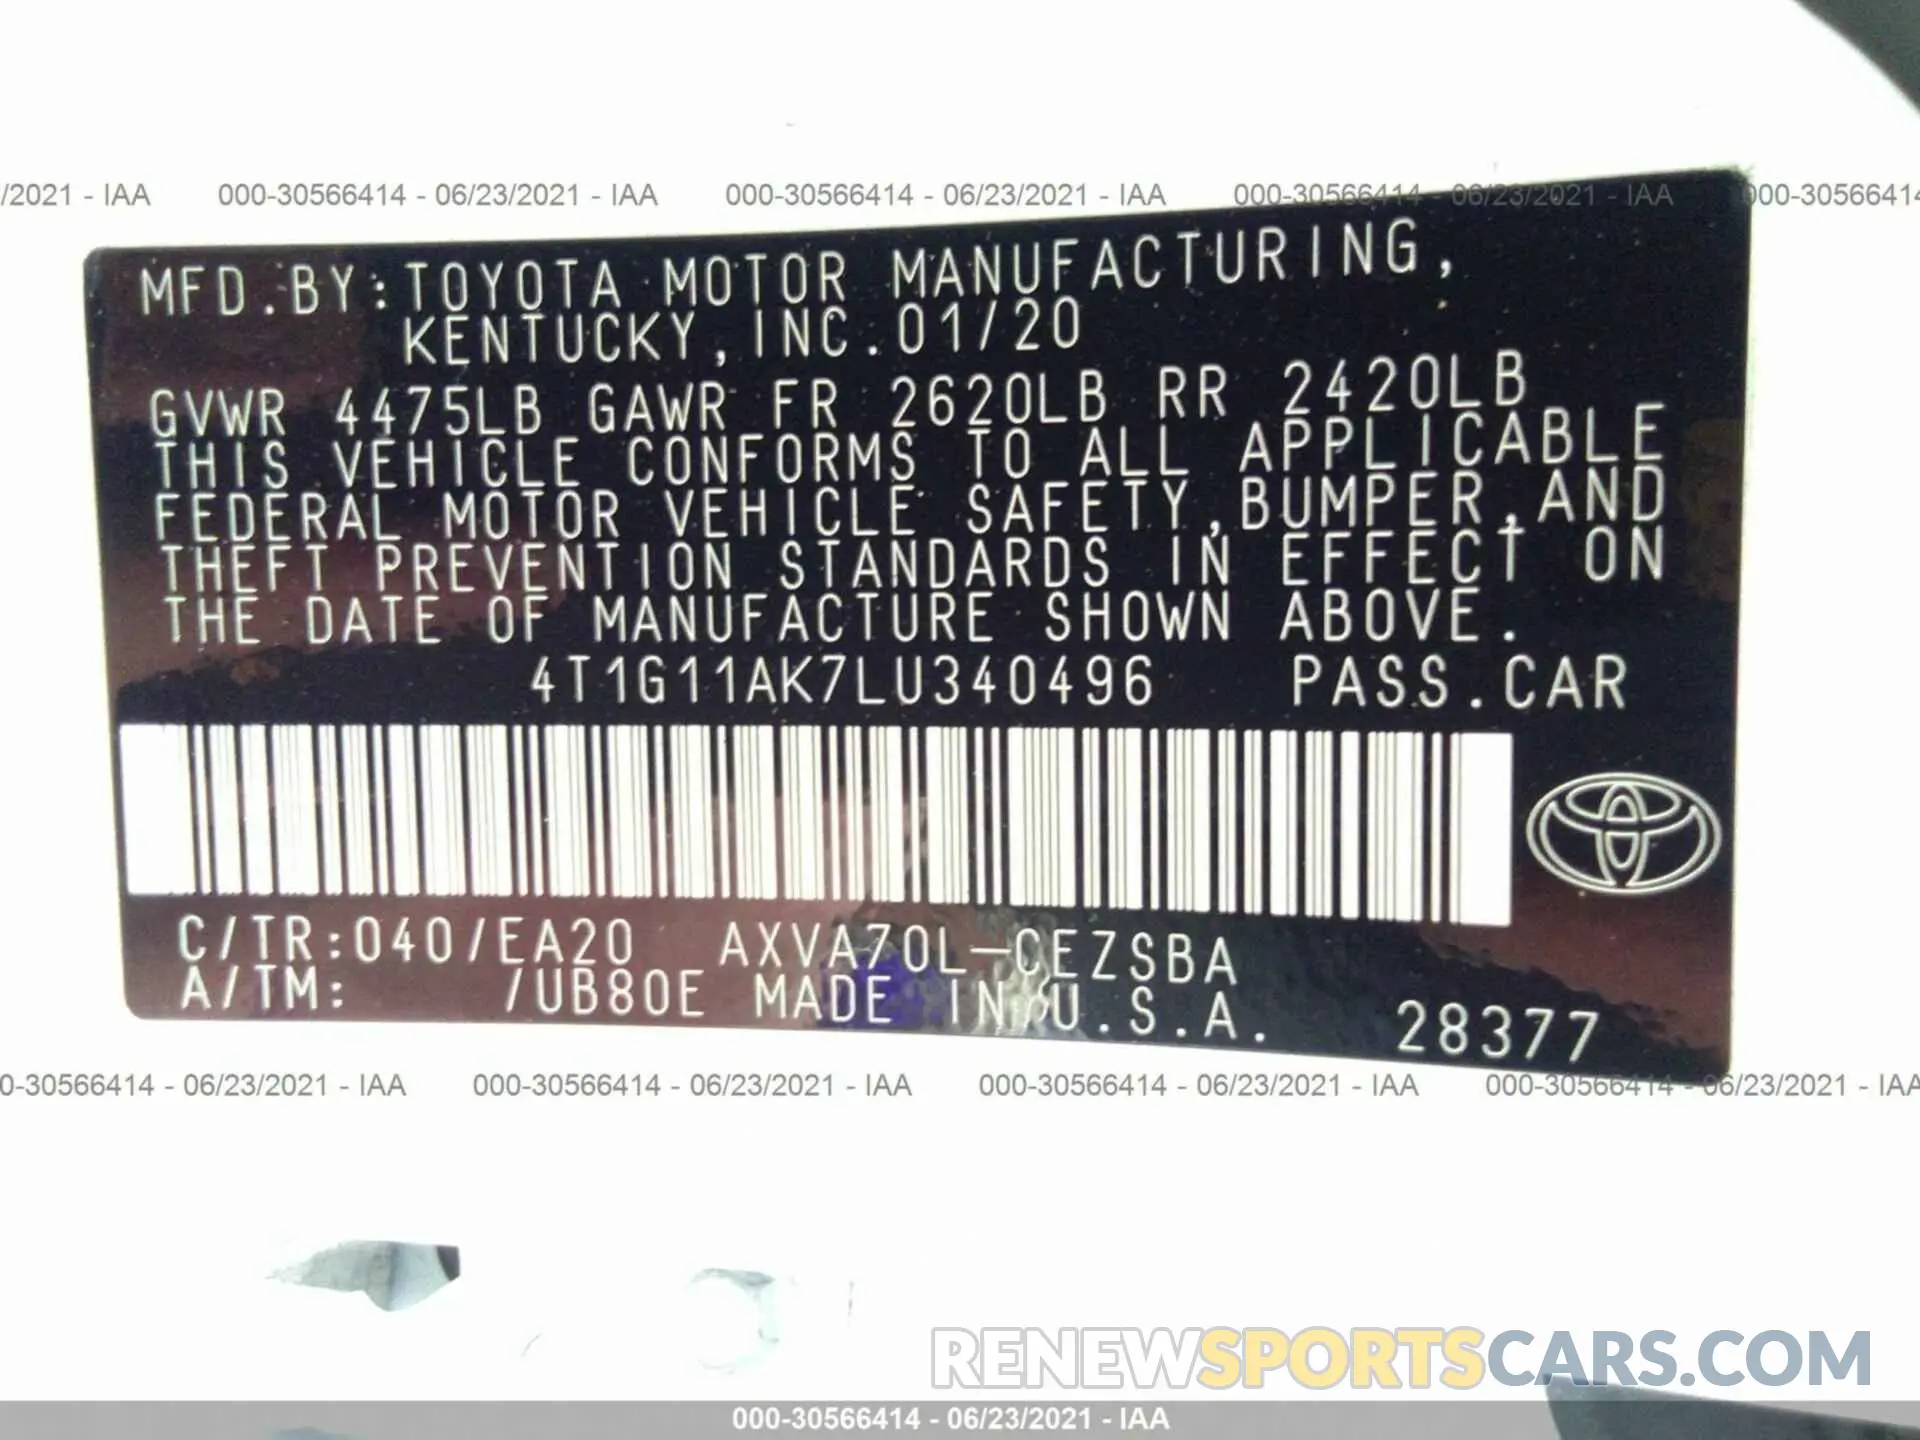 /2021 - IAA 000-30566414 - 06/23/2021 - IAA 000-30566414 - 06/23/2021 - IAA 000-30566414 - 06/23/2021 - IAA 000-30566414
MFD.BY:TOYOTA MOTOR MANUFACTURING,
KENTUCKY, INC.01/20
GVWR 4475LB GAWR FR 2620LB RR 2420LB
THIS VEHICLE CONFORMS TO ALL APPLICABLE
FEDERAL MOTOR VEHICLE SAFETY,BUMPER,AND
THEFT PREVENTION STANDARDS IN EFFECT ON
THE DATE OF MANUFACTURE SHOWN ABOVE.
4T1G11AK7LU340496 PASS.CAR
C/TR:040/EA20 AXVA70L-CEZSBA
A/TM: /UB80E MADE IN U.S.A. 28377
0-30566414 - 06/23/2021 - IAA 000-30566414 - 06/23/2021 - IAA 000-30566414 - 06/23/2021 - IAA 000-30566414 - 06/23/2021 - IAA
RENEWSPORTSCARS.COM
000-30566414 - 06/23/2021 - IAA